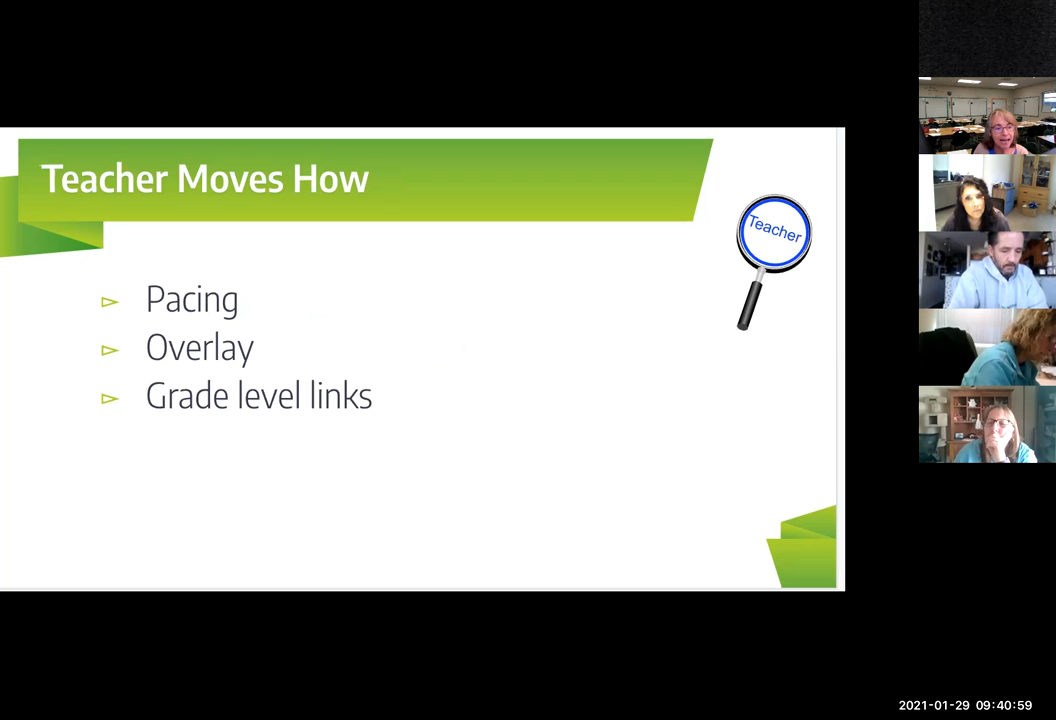 Teacher Moves How
Teacher
Pacing
Overlay
Grade level links
2021-01-29 09:40:59